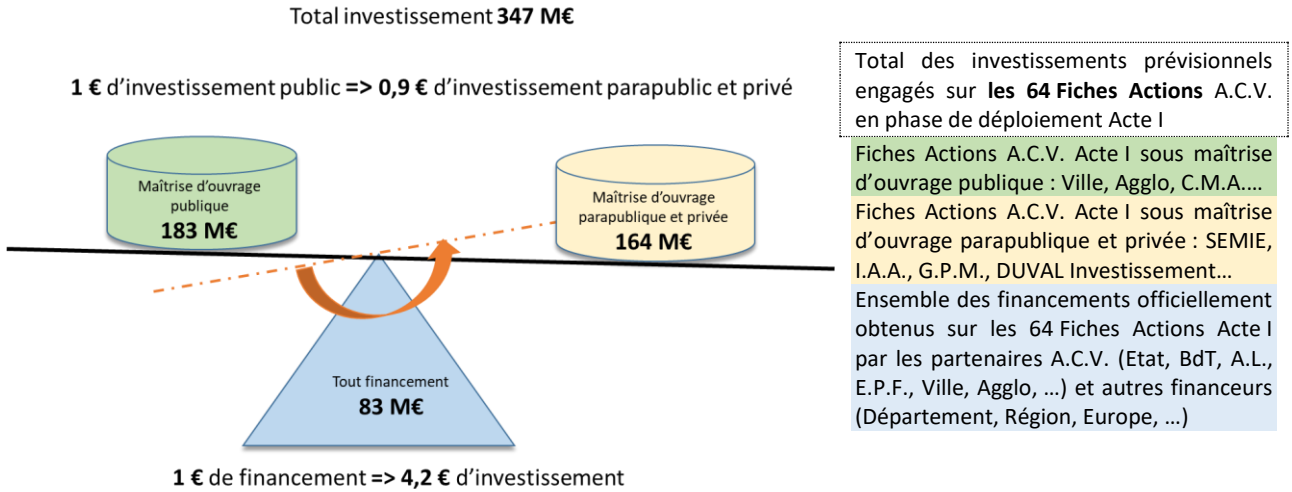 Total investissement 347 M€
1 € d’investissement public => 0,9 € d’investissement parapublic et privé
Maîtrise d’ouvrage
publique
183 M€
Maîtrise d’ouvrage
parapublique et privée
164 M€
Tout financement
83 M€
1 € de financement => 4,2 € d’investissement
Total des investissements prévisionnels
engagés sur les 64 Fiches Actions A.C.V.
en phase de déploiement Acte I
Fiches Actions A.C.V. Acte I sous maîtrise
d’ouvrage publique : Ville, Agglo, C.M.A....
Fiches Actions A.C.V. Acte I sous maîtrise
d’ouvrage parapublique et privée : SEMIE,
I.A.A., G.P.M., DUVAL Investissement…
Ensemble des financements officiellement
obtenus sur les 64 Fiches Actions Acte I
par les partenaires A.C.V. (Etat, BdT, A.L.,
E.P.F., Ville, Agglo, …) et autres financeurs
(Département, Région, Europe, …)